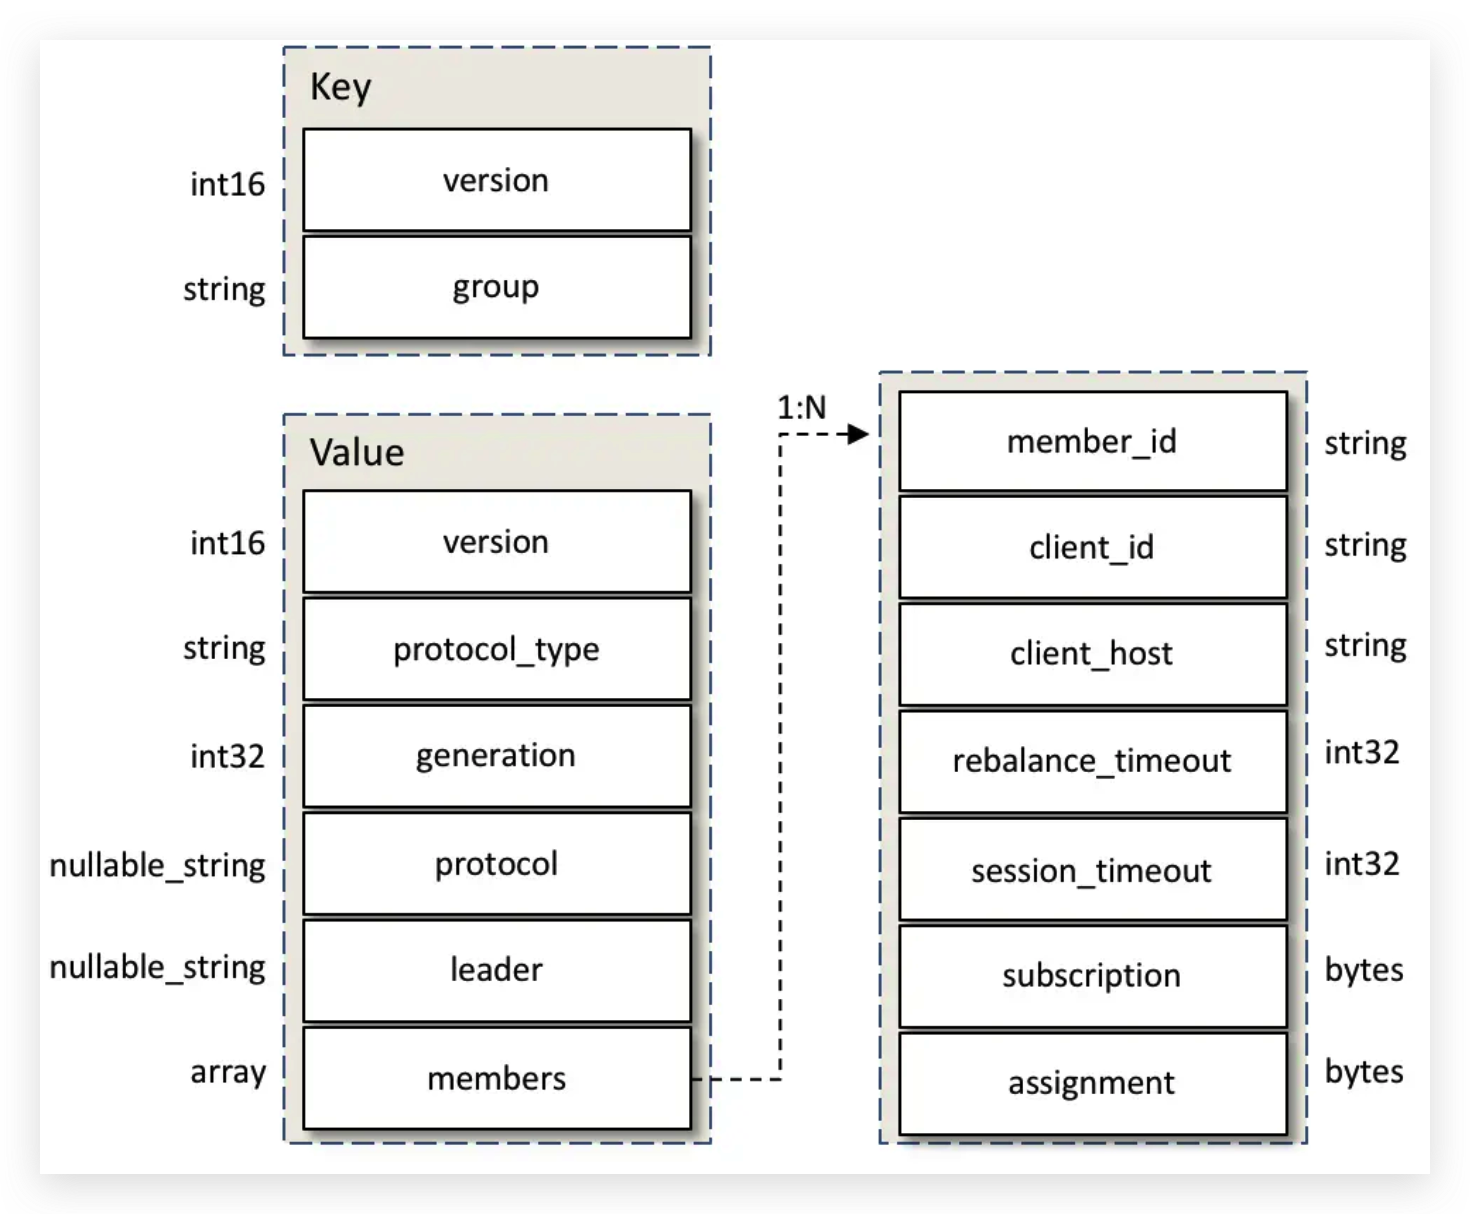 Key
int16
version
string
group
Value
int16
version
string
protocol_type
int32
generation
nullable_string
protocol
nullable_string
leader
array
members
1:N
member_id
string
client_id
string
client_host
string
rebalance_timeout
int32
session_timeout
int32
subscription
bytes
assignment
bytes